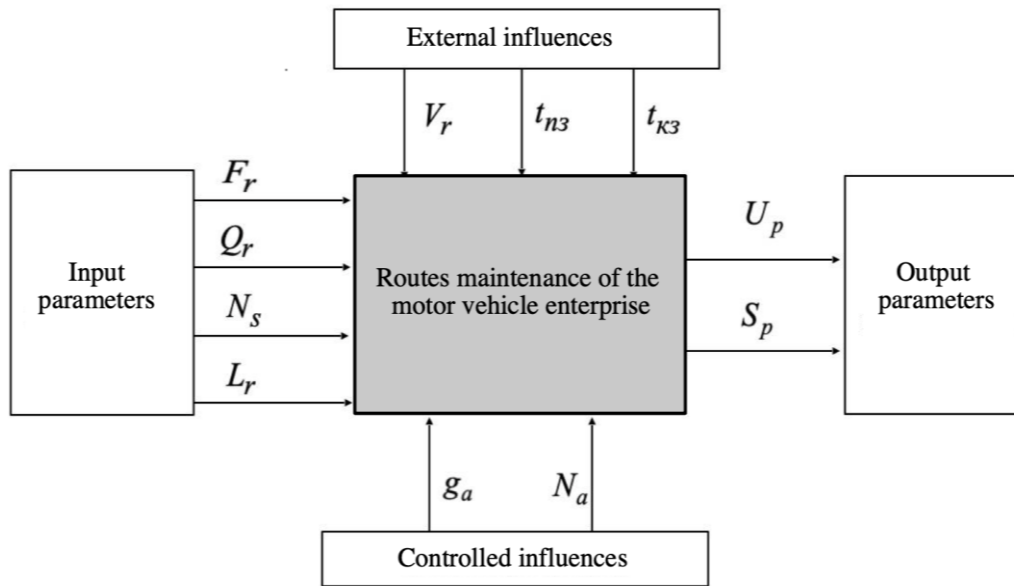 External influences
V_r
t_пз
t_кз
F_r
Q_r
N_s
L_r
Input
parameters
Routes maintenance of the
motor vehicle enterprise
U_p
S_p
Output
parameters
g_a
N_a
Controlled influences